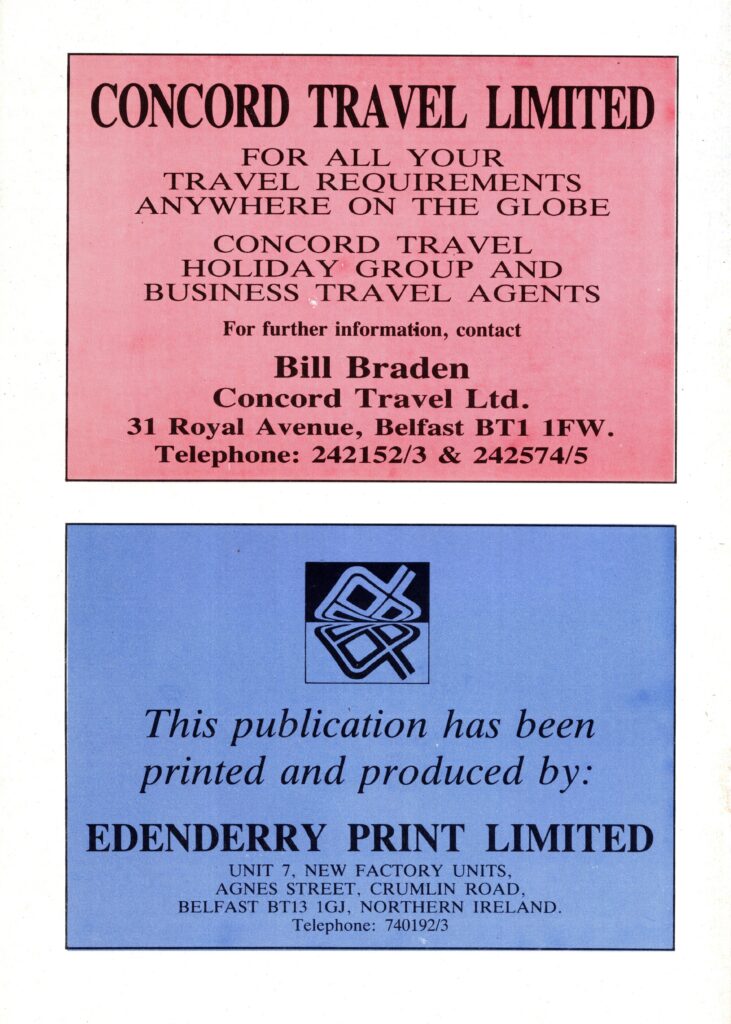 CONCORD TRAVEL LIMITED
FOR ALL YOUR
TRAVEL REQUIREMENTS
ANYWHERE ON THE GLOBE
CONCORD TRAVEL
HOLIDAY GROUP AND
BUSINESS TRAVEL AGENTS
For further information, contact
Bill Braden
Concord Travel Ltd.
31 Royal Avenue, Belfast BT1 1FW.
Telephone: 242152/3 & 242574/5
This publication has been
printed and produced by:
EDENDERRY PRINT LIMITED
UNIT 7, NEW FACTORY UNITS,
AGNES STREET, CRUMLIN ROAD,
BELFAST BT13 1GJ, NORTHERN IRELAND.
Telephone: 740192/3